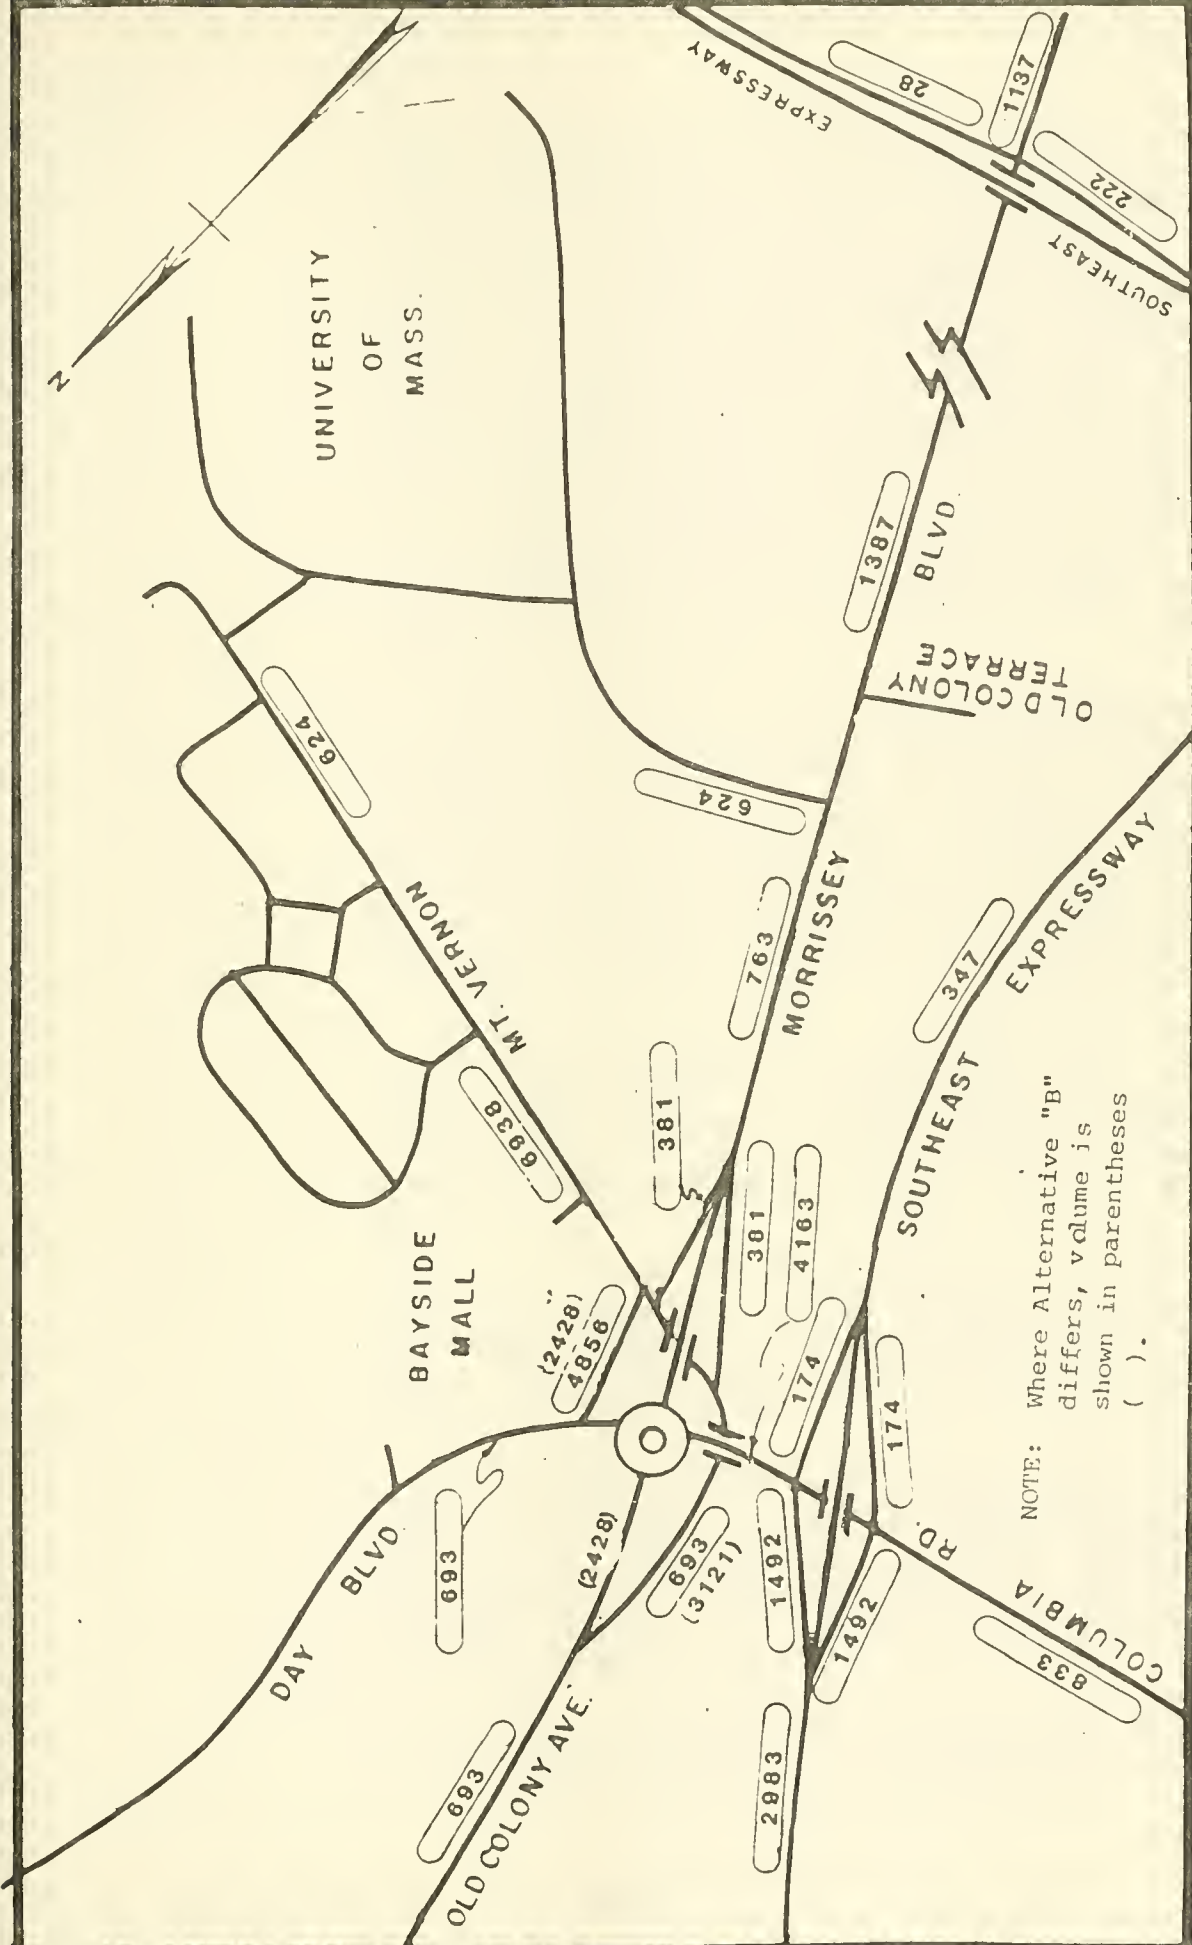 N
UNIVERSITY
OF
MASS.
EXPRESSWAY
28
1137
222
SOUTHEAST
1387
BLVD.
OLD COLONY
TERRACE
624
624
MT. VERNON
763
MORRISSEY
347
EXPRESSWAY
SOUTHEAST
6938
381
381
4163
BAYSIDE
MALL
(2428)
4856
174
174
DAY
BLVD.
693
(2428)
693
(3121)
1492
1492
RD.
COLUMBIA
833
693
OLD COLONY AVE.
2983
NOTE: Where Alternative "B"
differs, volume is
shown in parentheses
( ).